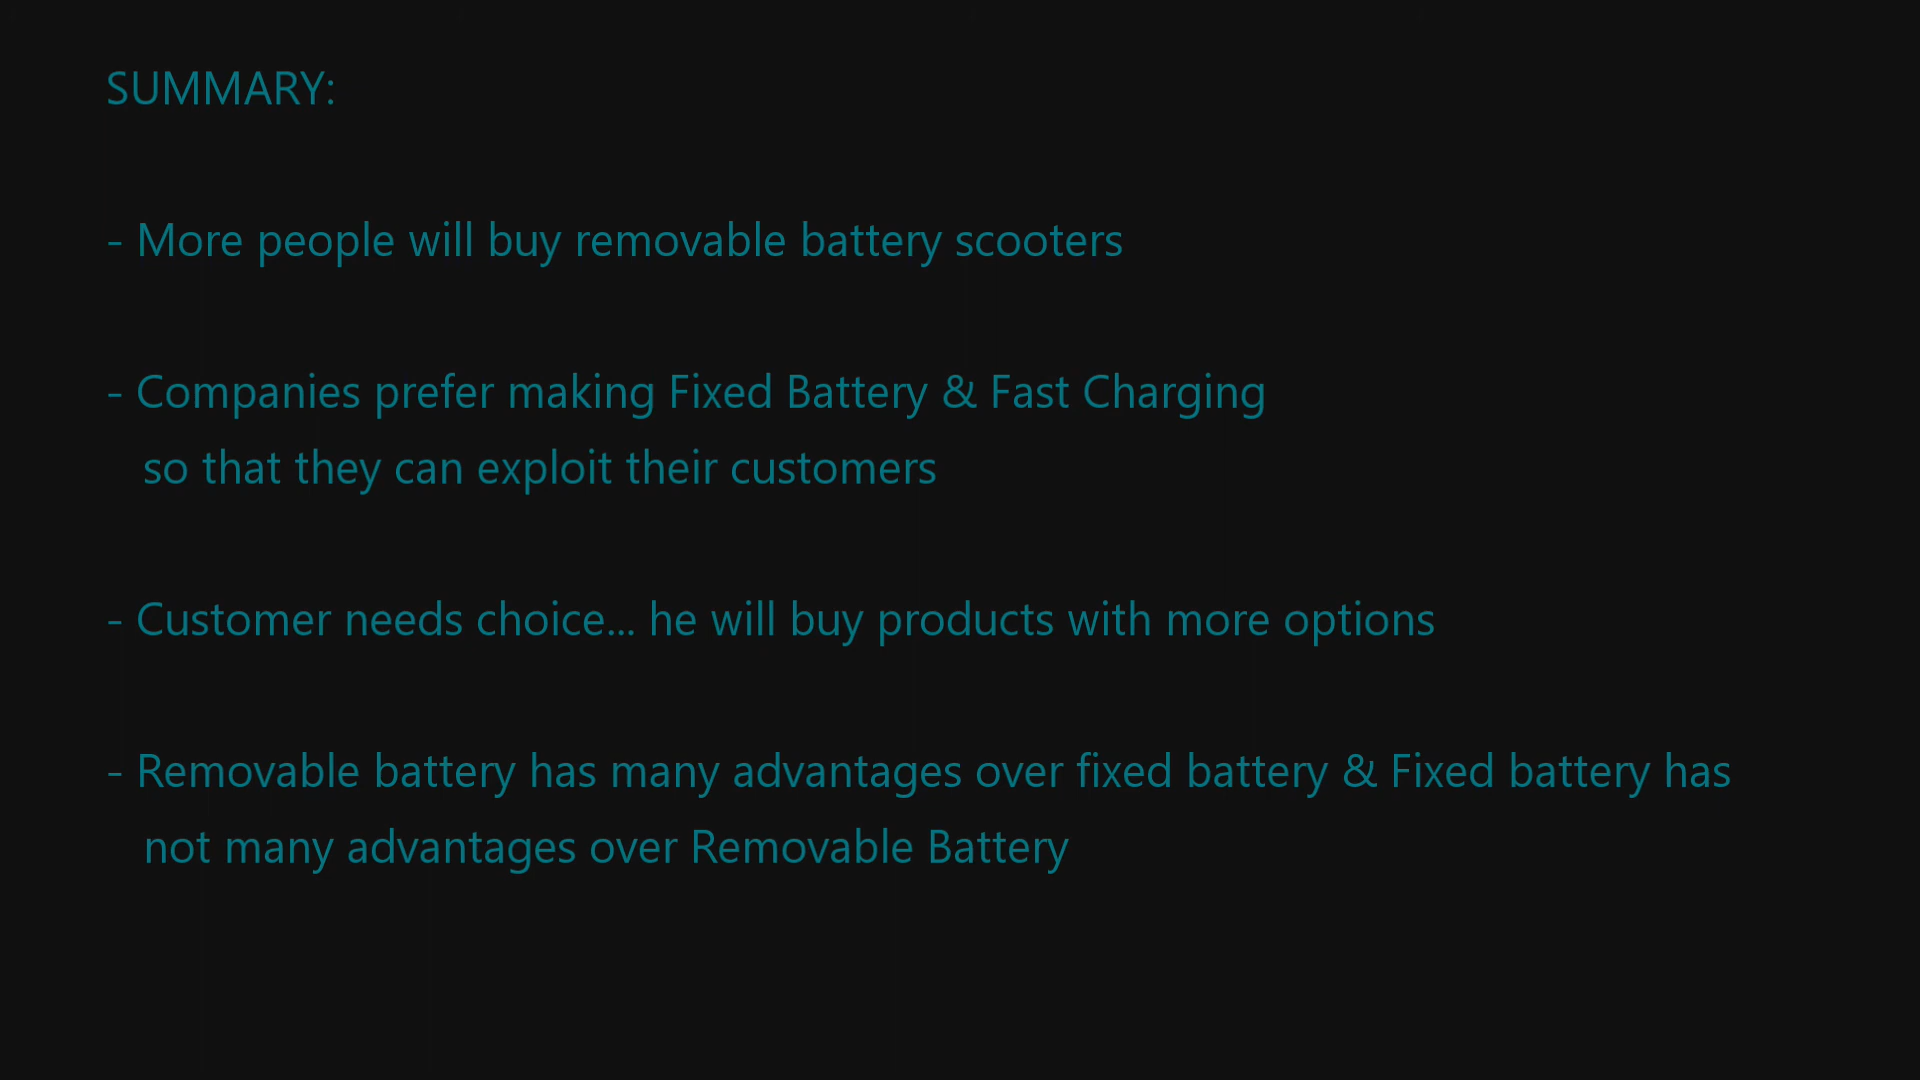 SUMMARY:
- More people will buy removable battery scooters
- Companies prefer making Fixed Battery & Fast Charging
so that they can exploit their customers
- Customer needs choice... he will buy products with more options
- Removable battery has many advantages over fixed battery & Fixed battery has
not many advantages over Removable Battery